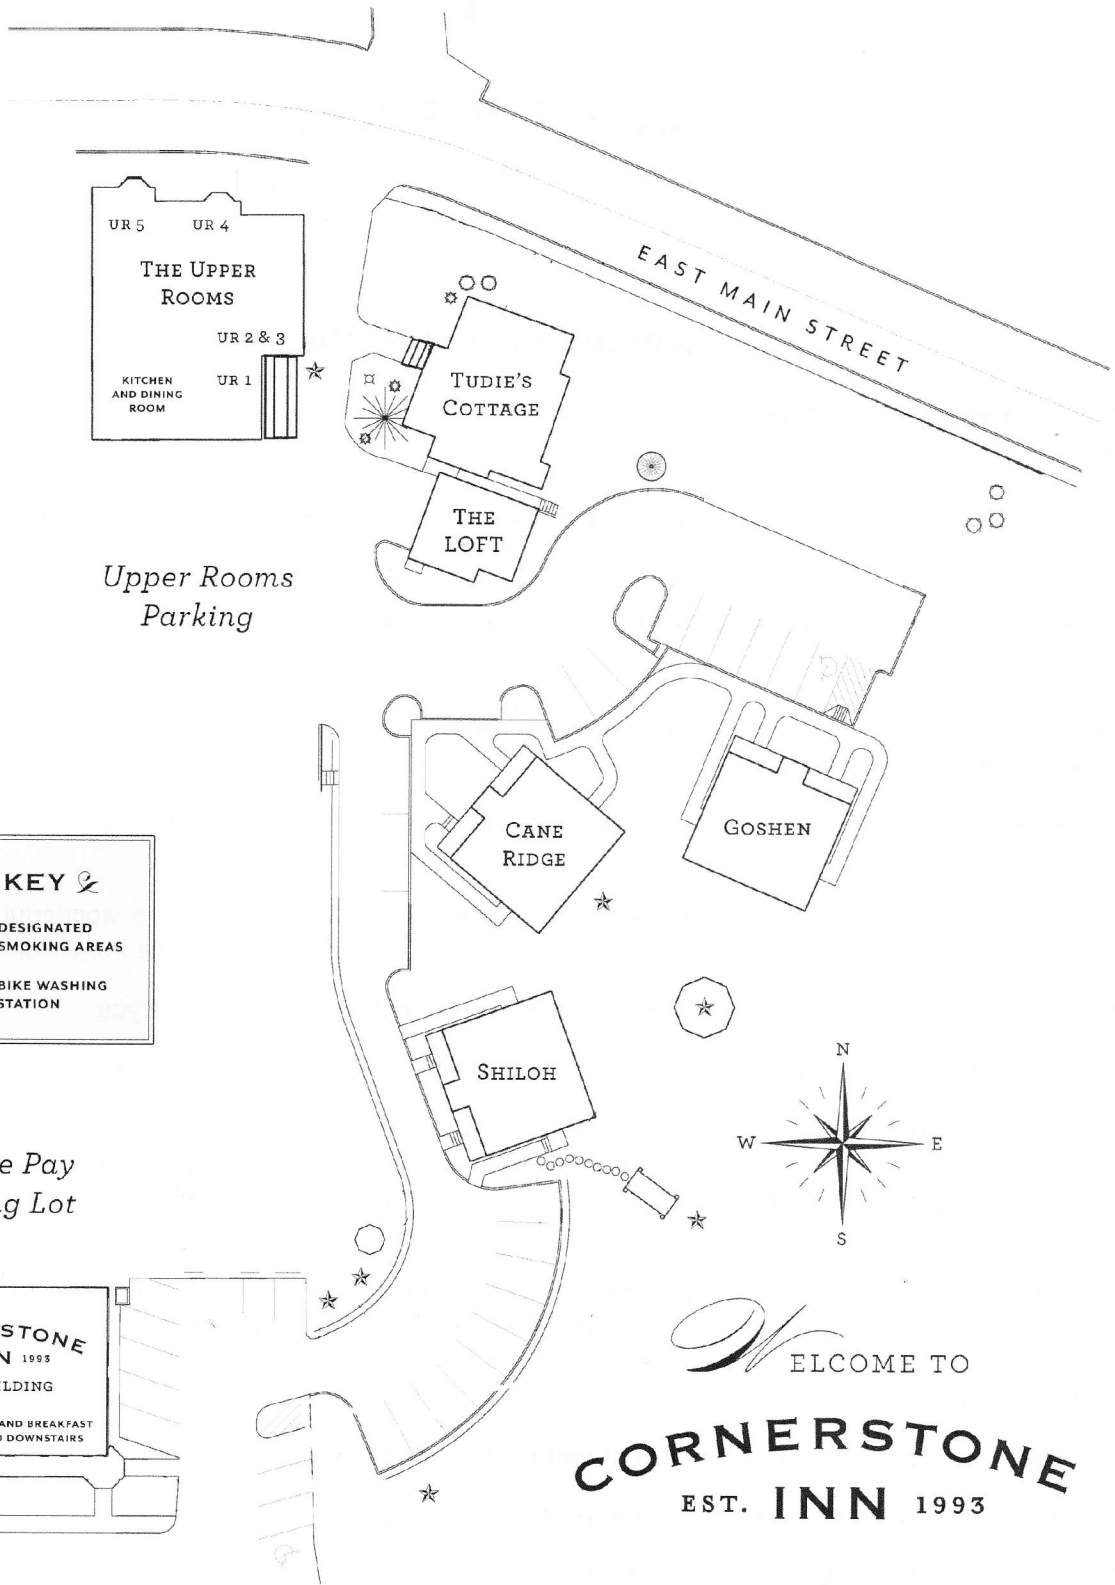 EAST MAIN STREET
UR 5
UR 4
THE UPPER
ROOMS
UR 2 & 3
UR 1
KITCHEN
AND DINING
ROOM
TUDIE'S
COTTAGE
THE
LOFT
Upper Rooms
Parking
CANE
RIDGE
GOSHEN
KEY
DESIGNATED
SMOKING AREAS
BIKE WASHING
STATION
SHILOH
N
W
E
S
e Pay
g Lot
STONE
N 1993
LDING
AND BREAKFAST
DOWNSTAIRS
WELCOME TO
CORNERSTONE
EST. INN 1993